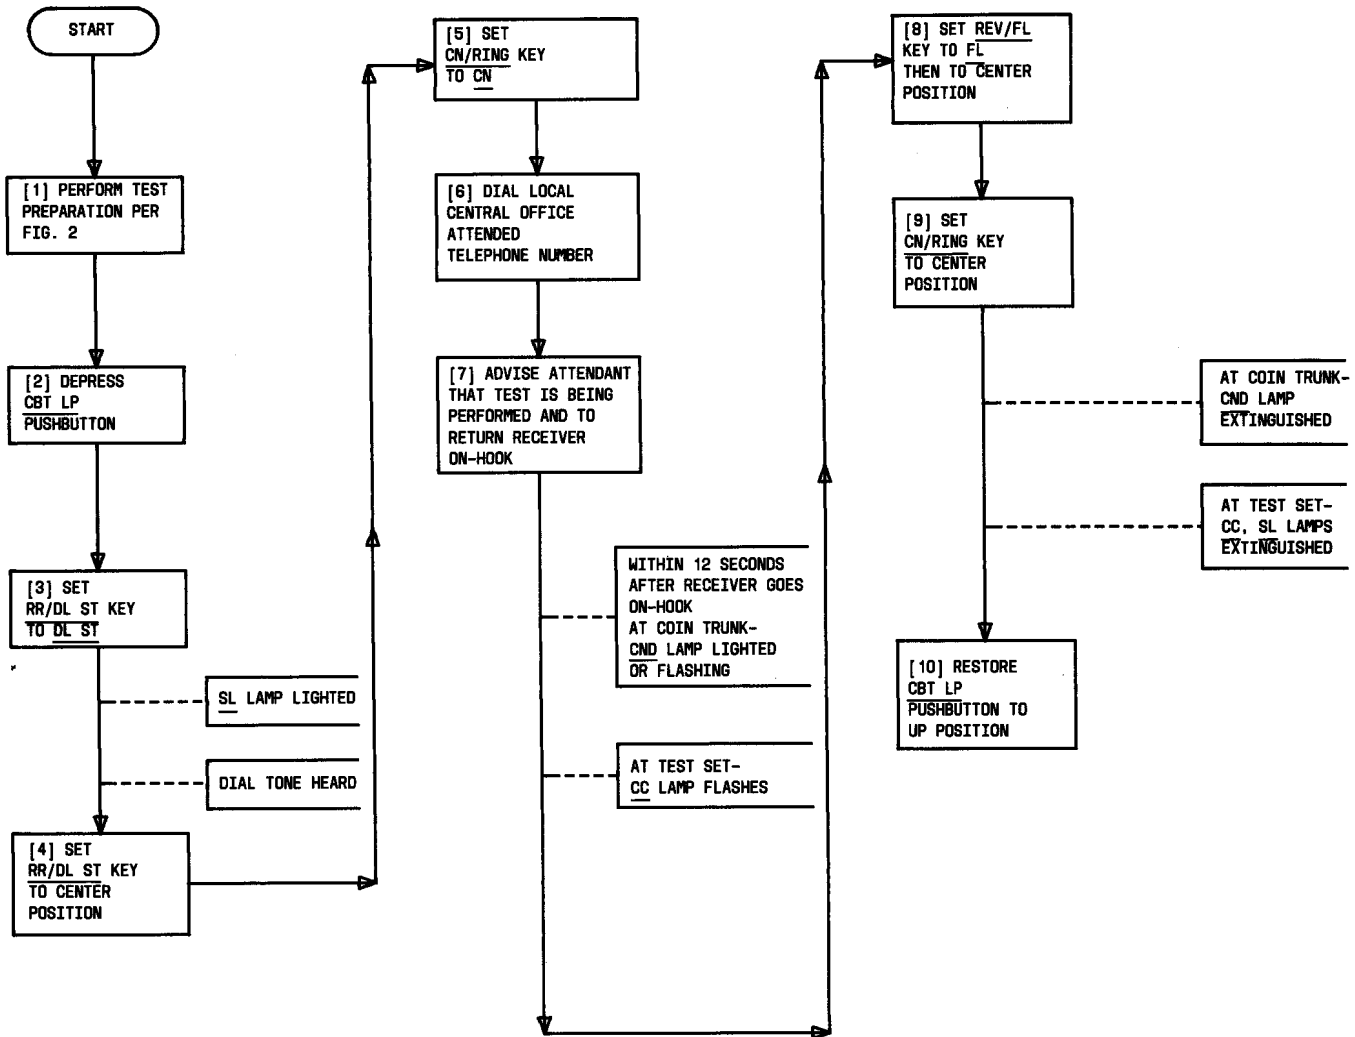 START
[1] PERFORM TEST
PREPARATION PER
FIG. 2
[2] DEPRESS
CBT LP
PUSHBUTTON
[3] SET
RR/DL ST KEY
TO DL ST
SL LAMP LIGHTED
DIAL TONE HEARD
[4] SET
RR/DL ST KEY
TO CENTER
POSITION
[5] SET
CN/RING KEY
TO CN
[6] DIAL LOCAL
CENTRAL OFFICE
ATTENDED
TELEPHONE NUMBER
[7] ADVISE ATTENDANT
THAT TEST IS BEING
PERFORMED AND TO
RETURN RECEIVER
ON-HOOK
WITHIN 12 SECONDS
AFTER RECEIVER GOES
ON-HOOK
AT COIN TRUNK-
CND LAMP LIGHTED
OR FLASHING
AT TEST SET-
CC LAMP FLASHES
[8] SET REV/FL
KEY TO FL
THEN TO CENTER
POSITION
[9] SET
CN/RING KEY
TO CENTER
POSITION
AT COIN TRUNK-
CND LAMP
EXTINGUISHED
AT TEST SET-
CC, SL LAMPS
EXTINGUISHED
[10] RESTORE
CBT LP
PUSHBUTTON TO
UP POSITION